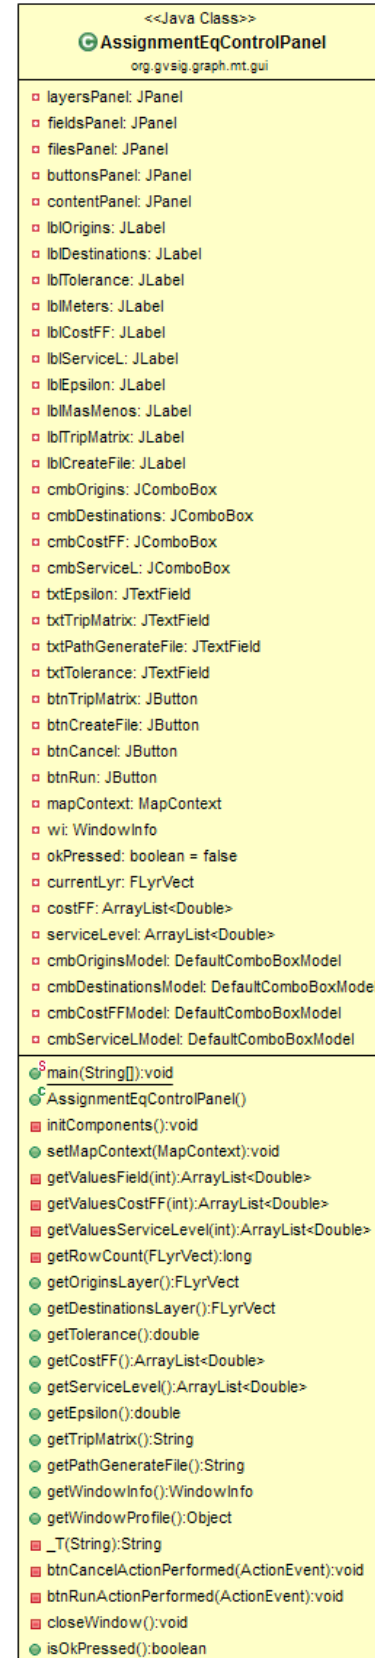 <<Java Class>>
AssignmentEqControlPanel
org.gvsig.graph.mt.gui
layersPanel: JPanel
fieldsPanel: JPanel
filesPanel: JPanel
buttonsPanel: JPanel
contentPanel: JPanel
lblOrigins: JLabel
lblDestinations: JLabel
lblTolerance: JLabel
lblMeters: JLabel
lblCostFF: JLabel
lblServiceL: JLabel
lblEpsilon: JLabel
lblMasMenos: JLabel
lblTripMatrix: JLabel
lblCreateFile: JLabel
cmbOrigins: JComboBox
cmbDestinations: JComboBox
cmbCostFF: JComboBox
cmbServiceL: JComboBox
txtEpsilon: JTextField
txtTripMatrix: JTextField
txtPathGenerateFile: JTextField
txtTolerance: JTextField
btnTripMatrix: JButton
btnCreateFile: JButton
btnCancel: JButton
btnRun: JButton
mapContext: MapContext
wi: WindowInfo
okPressed: boolean = false
currentLyr: FLyrVect
costFF: ArrayList<Double>
serviceLevel: ArrayList<Double>
cmbOriginsModel: DefaultComboBoxModel
cmbDestinationsModel: DefaultComboBoxModel
cmbCostFFModel: DefaultComboBoxModel
cmbServiceLModel: DefaultComboBoxModel
main(String[]):void
AssignmentEqControlPanel()
initComponents():void
setMapContext(MapContext):void
getValuesField(int):ArrayList<Double>
getValuesCostFF(int):ArrayList<Double>
getValuesServiceLevel(int):ArrayList<Double>
getRowCount(FLyrVect):long
getOriginsLayer():FLyrVect
getDestinationsLayer():FLyrVect
getTolerance():double
getCostFF():ArrayList<Double>
getServiceLevel():ArrayList<Double>
getEpsilon():double
getTripMatrix():String
getPathGenerateFile():String
getWindowInfo():WindowInfo
getWindowProfile():Object
_T(String):String
btnCancelActionPerformed(ActionEvent):void
btnRunActionPerformed(ActionEvent):void
closeWindow():void
isOkPressed():boolean